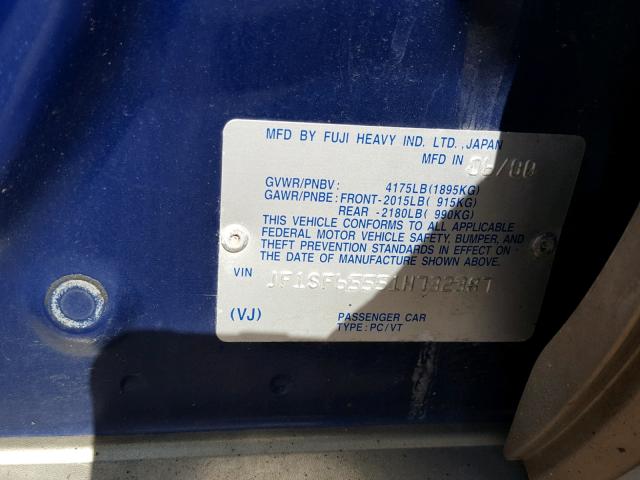 MFD BY FUJI HEAVY IND. LTD., JAPAN
MFD IN 06/00
GVWR/PNBV: 4175LB(1895KG)
GAWR/PNBE: FRONT-2015LB( 915KG)
REAR -2180LB( 990KG)
THIS VEHICLE CONFORMS TO ALL APPLICABLE
FEDERAL MOTOR VEHICLE SAFETY, BUMPER, AND
THEFT PREVENTION STANDARDS IN EFFECT ON
THE DATE OF MANUFACTURE SHOWN ABOVE.
VIN
(VJ)
PASSENGER CAR
TYPE: PC/VT